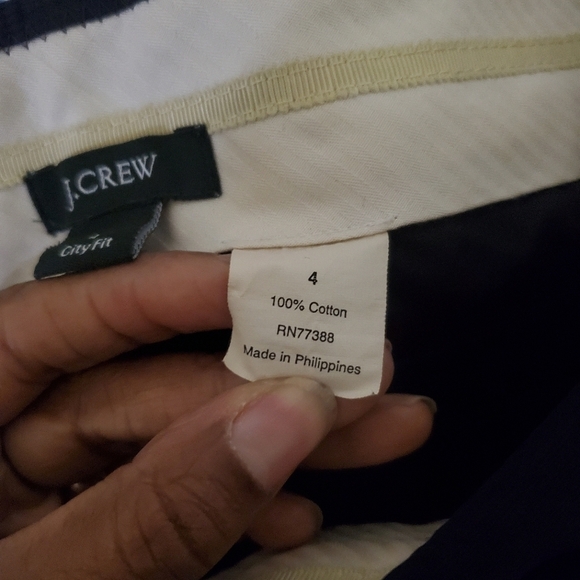 J.CREW
City Fit
4
100% Cotton
RN77388
Made in Philippines